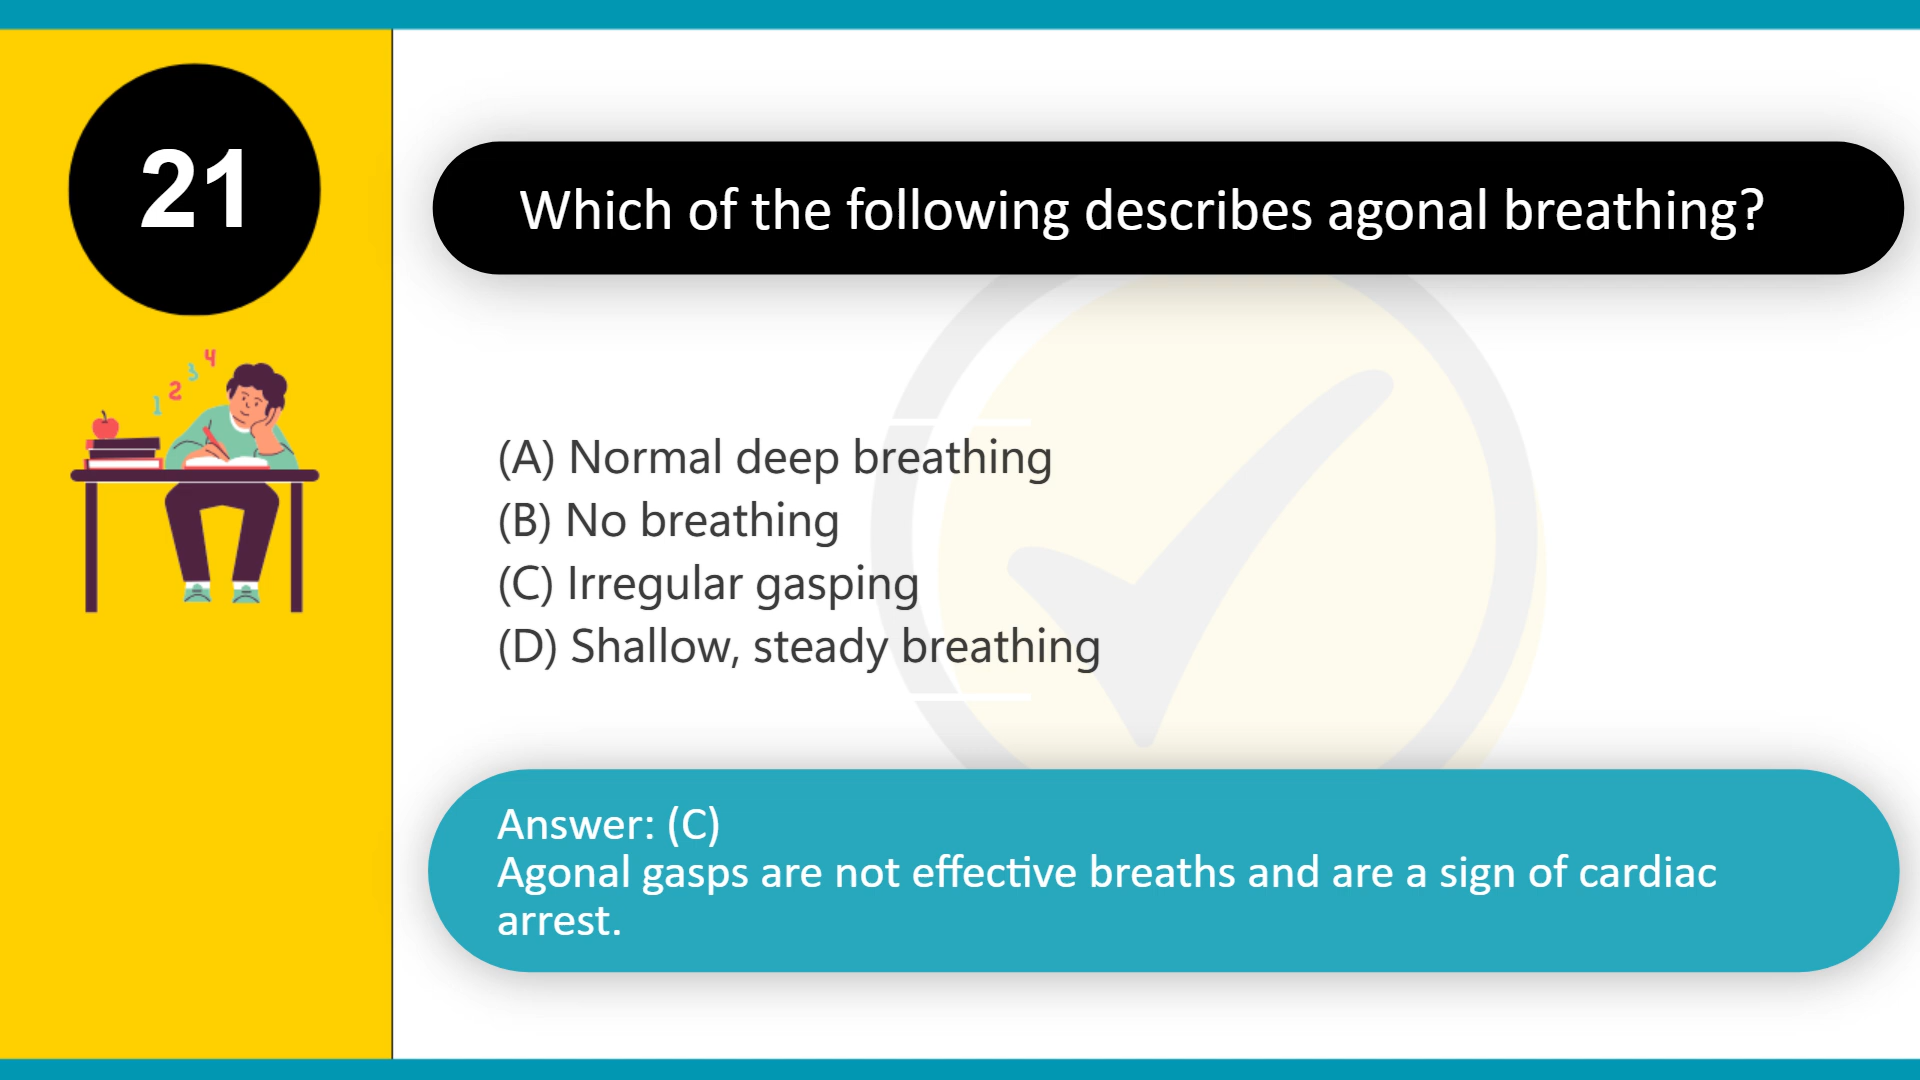 21
1 2 3 4
Which of the following describes agonal breathing?
(A) Normal deep breathing
(B) No breathing
(C) Irregular gasping
(D) Shallow, steady breathing
Answer: (C)
Agonal gasps are not effective breaths and are a sign of cardiac
arrest.